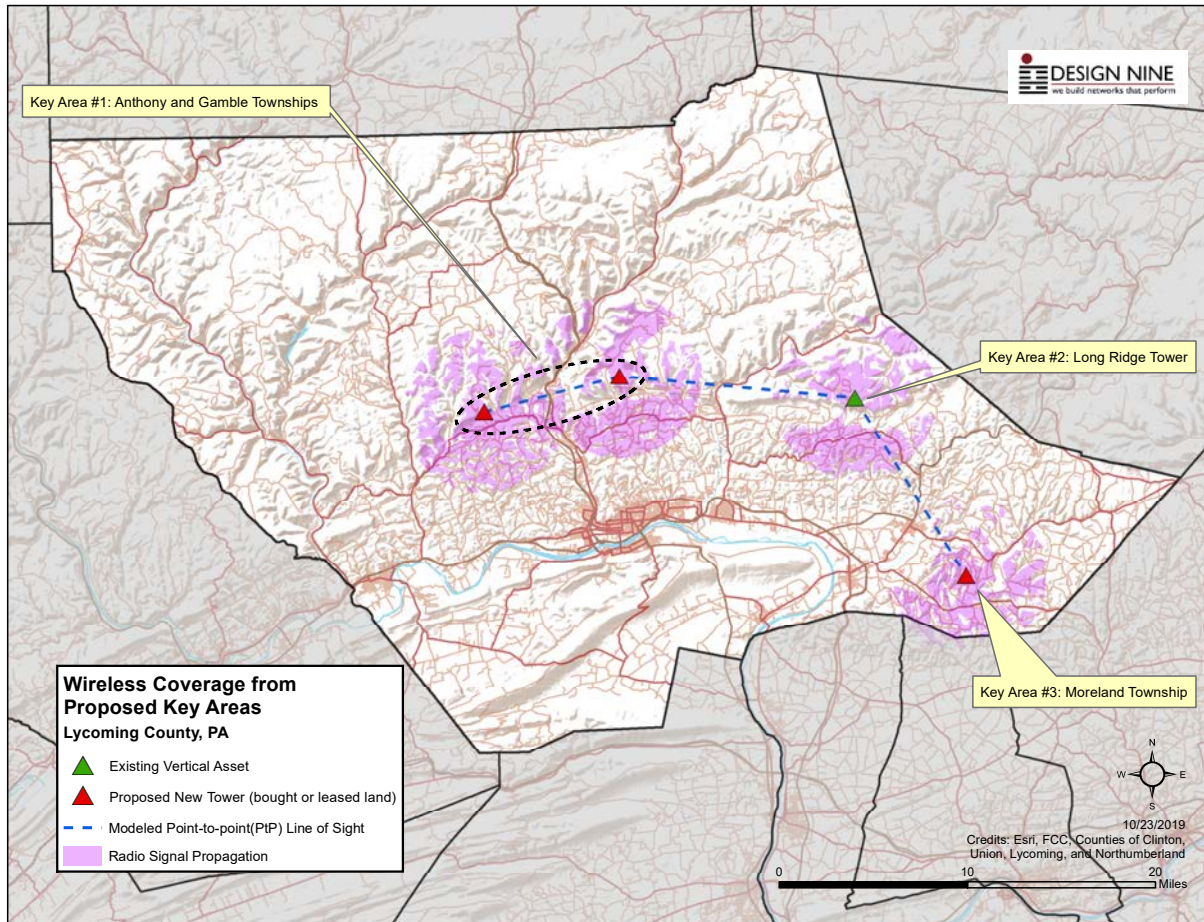 DESIGN NINE
we build networks that perform
Key Area #1: Anthony and Gamble Townships
Key Area #2: Long Ridge Tower
Key Area #3: Moreland Township
Wireless Coverage from
Proposed Key Areas
Lycoming County, PA
Existing Vertical Asset
Proposed New Tower (bought or leased land)
Modeled Point-to-point(PtP) Line of Sight
Radio Signal Propagation
N
W E
S
10/23/2019
Credits: Esri, FCC, Counties of Clinton,
Union, Lycoming, and Northumberland
0 10 20
Miles